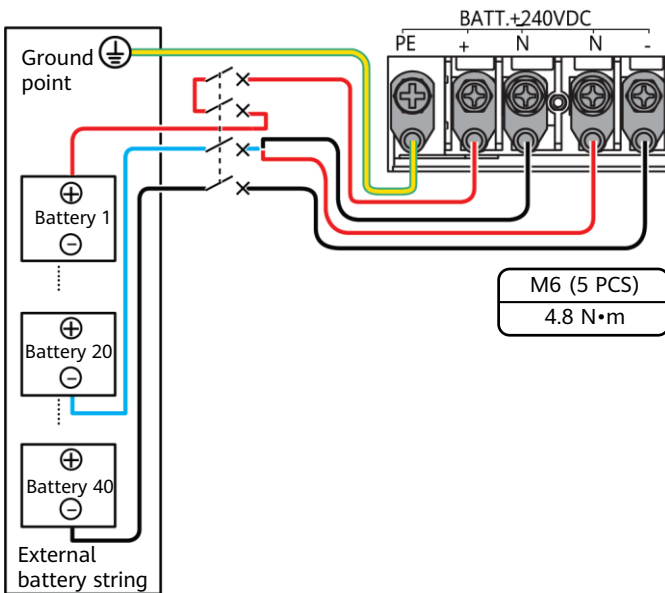 BATT.±240VDC
PE + N N -
Ground
point
+
Battery 1
-
+
Battery 20
-
+
Battery 40
-
External
battery string
M6 (5 PCS)
4.8 N•m